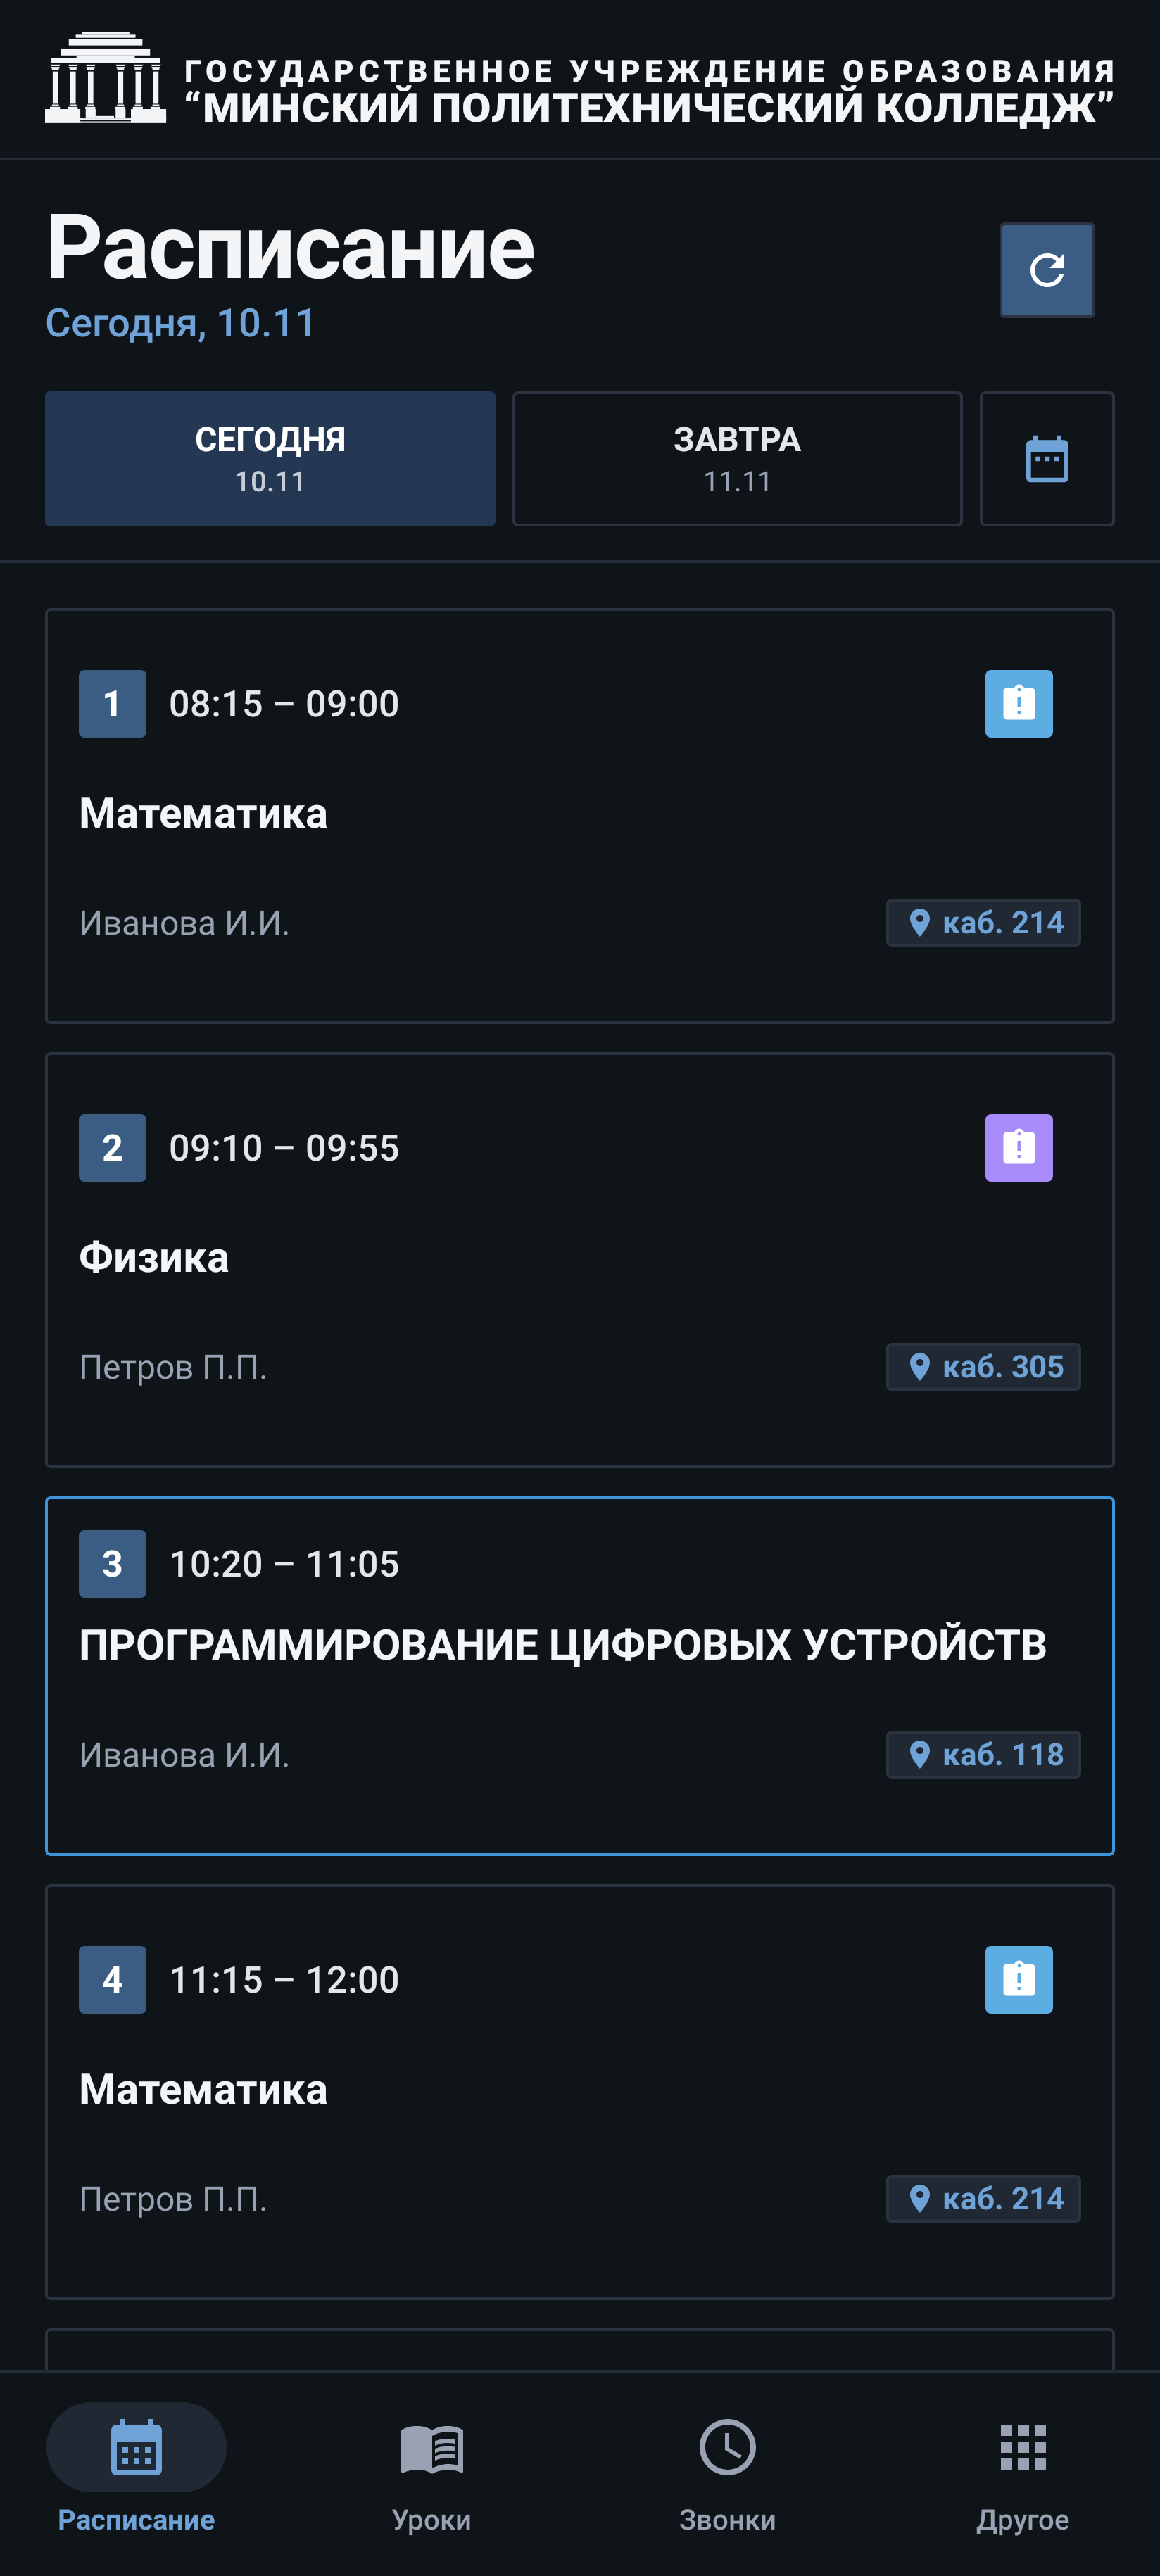 ГОСУДАРСТВЕННОЕ УЧРЕЖДЕНИЕ ОБРАЗОВАНИЯ
“МИНСКИЙ ПОЛИТЕХНИЧЕСКИЙ КОЛЛЕДЖ”
Расписание
Сегодня, 10.11
СЕГОДНЯ
10.11
ЗАВТРА
11.11
1 08:15 – 09:00
Математика
Иванова И.И. каб. 214
2 09:10 – 09:55
Физика
Петров П.П. каб. 305
3 10:20 – 11:05
ПРОГРАММИРОВАНИЕ ЦИФРОВЫХ УСТРОЙСТВ
Иванова И.И. каб. 118
4 11:15 – 12:00
Математика
Петров П.П. каб. 214
Расписание Уроки Звонки Другое